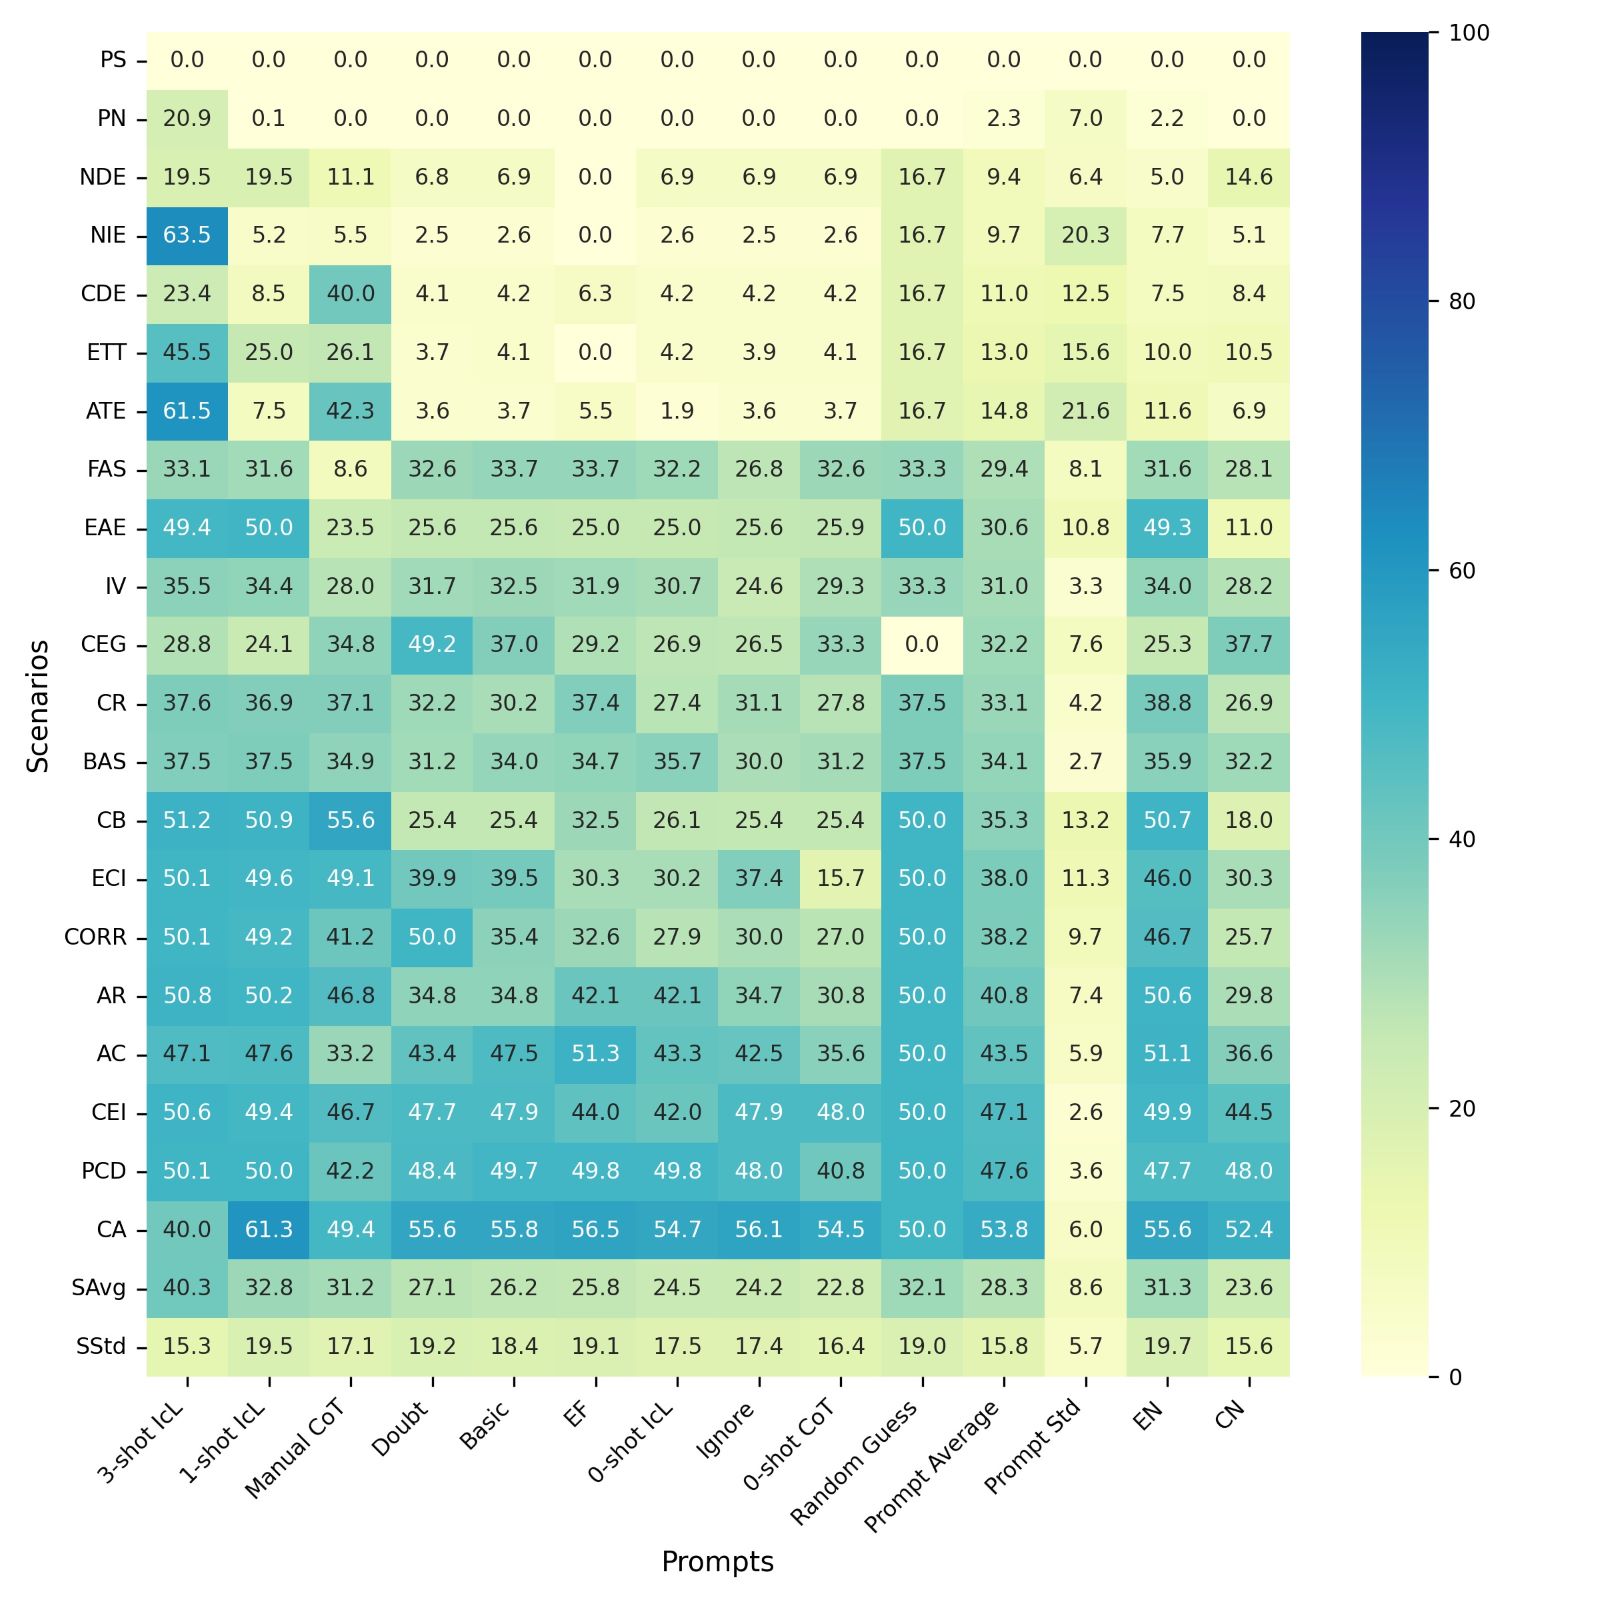 PS 0.0 0.0 0.0 0.0 0.0 0.0 0.0 0.0 0.0 0.0 0.0 0.0 0.0 0.0
PN 20.9 0.1 0.0 0.0 0.0 0.0 0.0 0.0 0.0 0.0 2.3 7.0 2.2 0.0
NDE 19.5 19.5 11.1 6.8 6.9 0.0 6.9 6.9 6.9 16.7 9.4 6.4 5.0 14.6
NIE 63.5 5.2 5.5 2.5 2.6 0.0 2.6 2.5 2.6 16.7 9.7 20.3 7.7 5.1
CDE 23.4 8.5 40.0 4.1 4.2 6.3 4.2 4.2 4.2 16.7 11.0 12.5 7.5 8.4
ETT 45.5 25.0 26.1 3.7 4.1 0.0 4.2 3.9 4.1 16.7 13.0 15.6 10.0 10.5
ATE 61.5 7.5 42.3 3.6 3.7 5.5 1.9 3.6 3.7 16.7 14.8 21.6 11.6 6.9
FAS 33.1 31.6 8.6 32.6 33.7 33.7 32.2 26.8 32.6 33.3 29.4 8.1 31.6 28.1
EAE 49.4 50.0 23.5 25.6 25.6 25.0 25.0 25.6 25.9 50.0 30.6 10.8 49.3 11.0
IV 35.5 34.4 28.0 31.7 32.5 31.9 30.7 24.6 29.3 33.3 31.0 3.3 34.0 28.2
CEG 28.8 24.1 34.8 49.2 37.0 29.2 26.9 26.5 33.3 0.0 32.2 7.6 25.3 37.7
CR 37.6 36.9 37.1 32.2 30.2 37.4 27.4 31.1 27.8 37.5 33.1 4.2 38.8 26.9
BAS 37.5 37.5 34.9 31.2 34.0 34.7 35.7 30.0 31.2 37.5 34.1 2.7 35.9 32.2
CB 51.2 50.9 55.6 25.4 25.4 32.5 26.1 25.4 25.4 50.0 35.3 13.2 50.7 18.0
ECI 50.1 49.6 49.1 39.9 39.5 30.3 30.2 37.4 15.7 50.0 38.0 11.3 46.0 30.3
CORR 50.1 49.2 41.2 50.0 35.4 32.6 27.9 30.0 27.0 50.0 38.2 9.7 46.7 25.7
AR 50.8 50.2 46.8 34.8 34.8 42.1 42.1 34.7 30.8 50.0 40.8 7.4 50.6 29.8
AC 47.1 47.6 33.2 43.4 47.5 51.3 43.3 42.5 35.6 50.0 43.5 5.9 51.1 36.6
CEI 50.6 49.4 46.7 47.7 47.9 44.0 42.0 47.9 48.0 50.0 47.1 2.6 49.9 44.5
PCD 50.1 50.0 42.2 48.4 49.7 49.8 49.8 48.0 40.8 50.0 47.6 3.6 47.7 48.0
CA 40.0 61.3 49.4 55.6 55.8 56.5 54.7 56.1 54.5 50.0 53.8 6.0 55.6 52.4
SAvg 40.3 32.8 31.2 27.1 26.2 25.8 24.5 24.2 22.8 32.1 28.3 8.6 31.3 23.6
SStd 15.3 19.5 17.1 19.2 18.4 19.1 17.5 17.4 16.4 19.0 15.8 5.7 19.7 15.6
3-shot IcL
1-shot IcL
Manual CoT
Doubt
Basic
EF
0-shot IcL
Ignore
0-shot CoT
Random Guess
Prompt Average
Prompt Std
EN
CN
Prompts
Scenarios
100
80
60
40
20
0